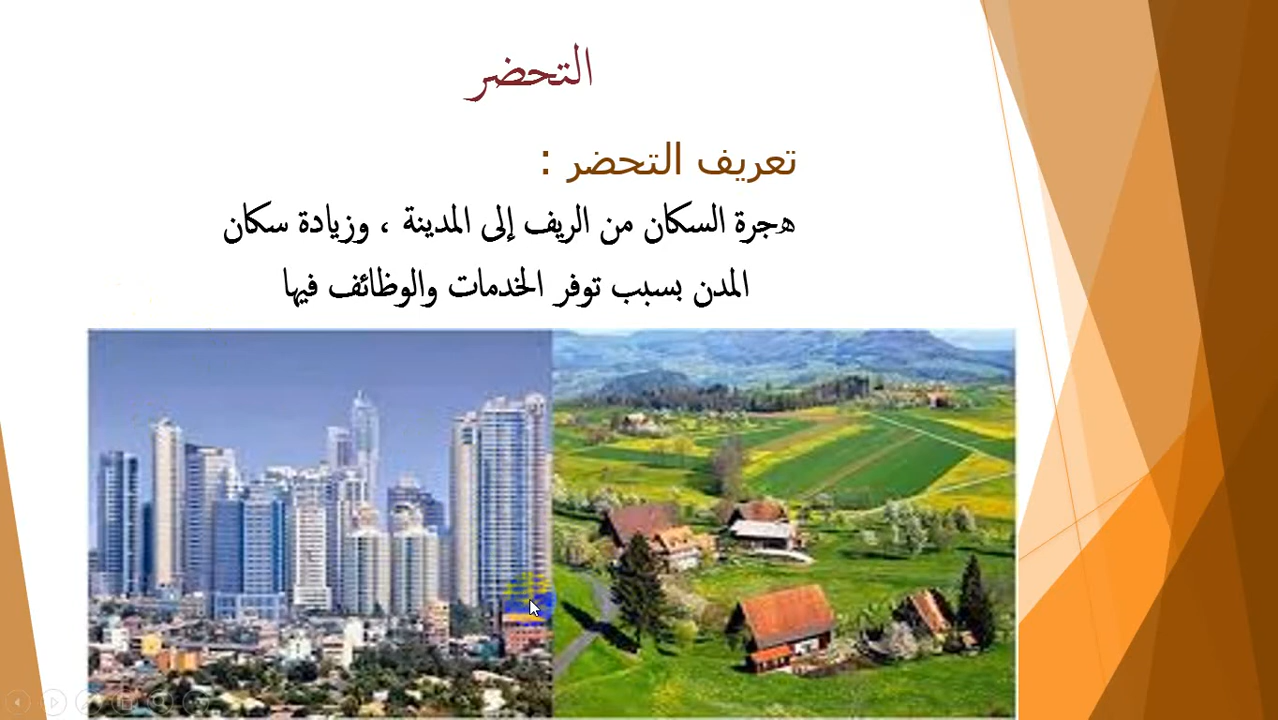 التحضر
تعريف التحضر :
هجرة السكان من الريف إلى المدينة ، وزيادة سكان
المدن بسبب توفر الخدمات والوظائف فيها